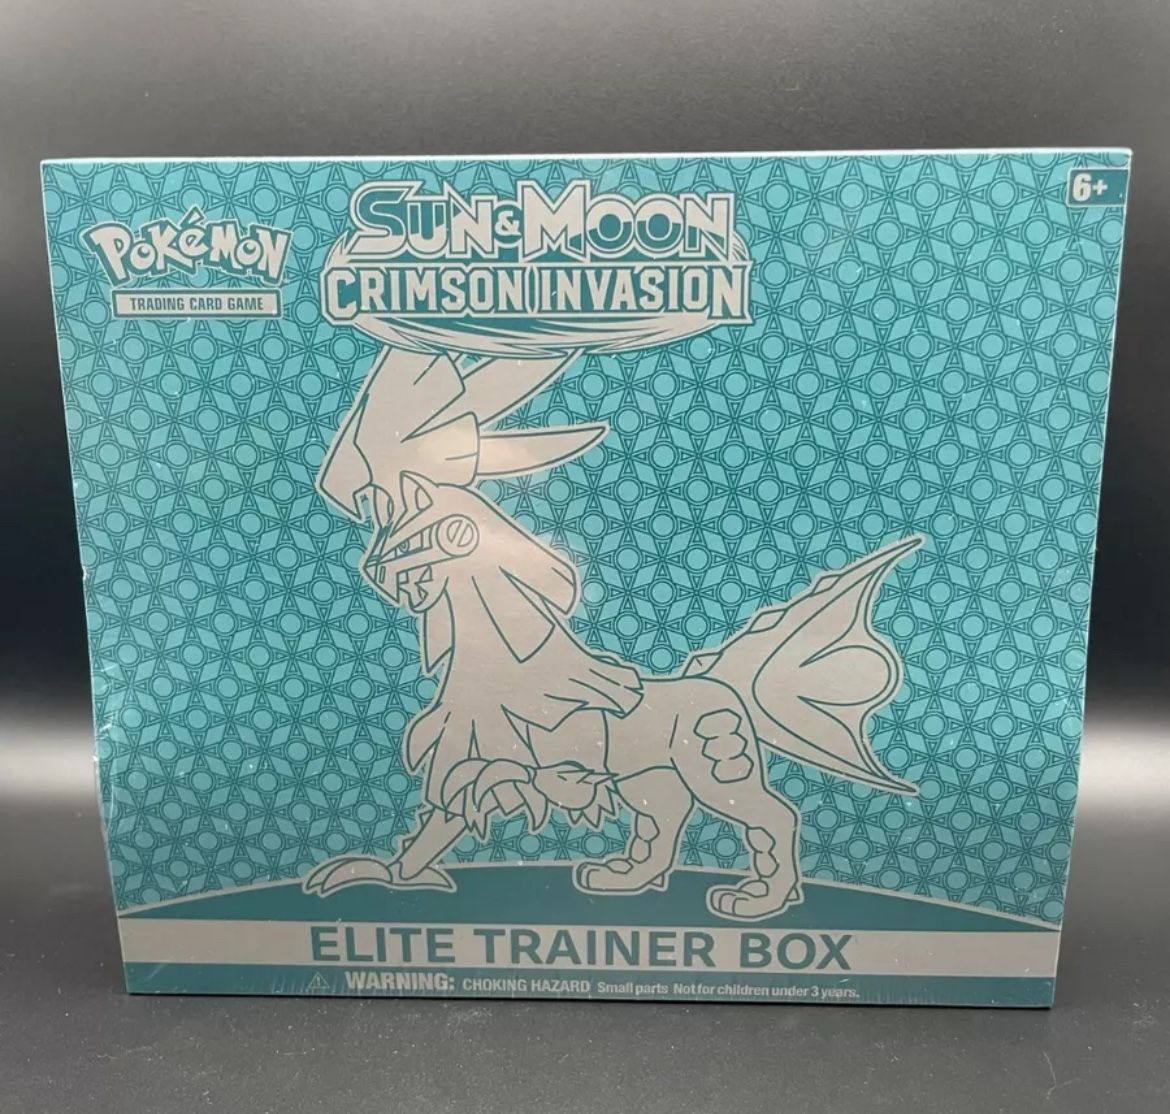 6+
SUN & MOON
Pokémon
CRIMSON INVASION
TRADING CARD GAME
ELITE TRAINER BOX
WARNING: CHOKING HAZARD Small parts Not for children under 3 years.